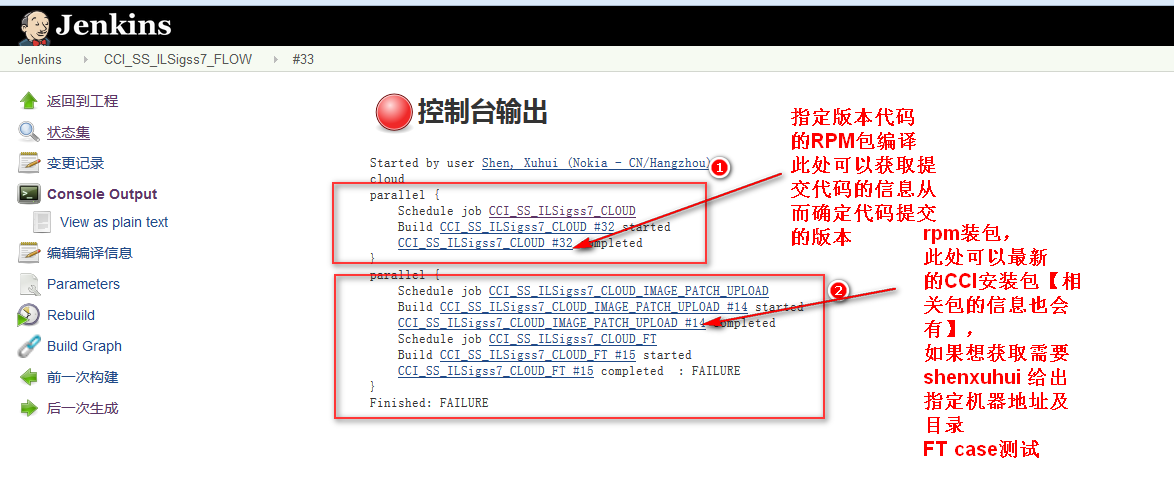 Jenkins
Jenkins CCI_SS_ILSigss7_FLOW #33
返回到工程
状态集
变更记录
Console Output
View as plain text
编辑编译信息
Parameters
Rebuild
Build Graph
前一次构建
后一次生成
控制台输出
Started by user Shen, Xuhui (Nokia - CN/Hangzhou)
cloud
parallel {
Schedule job CCI_SS_ILSigss7_CLOUD
Build CCI_SS_ILSigss7_CLOUD #32 started
CCI_SS_ILSigss7_CLOUD #32 completed
}
parallel {
Schedule job CCI_SS_ILSigss7_CLOUD_IMAGE_PATCH_UPLOAD
Build CCI_SS_ILSigss7_CLOUD_IMAGE_PATCH_UPLOAD #14 started
CCI_SS_ILSigss7_CLOUD_IMAGE_PATCH_UPLOAD #14 completed
Schedule job CCI_SS_ILSigss7_CLOUD_FT
Build CCI_SS_ILSigss7_CLOUD_FT #15 started
CCI_SS_ILSigss7_CLOUD_FT #15 completed : FAILURE
}
Finished: FAILURE
1
指定版本代码
的RPM包编译
此处可以获取提
交代码的信息从
而确定代码提交
的版本
2
rpm装包，
此处可以最新
的CCI安装包【相
关包的信息也会
有】，
如果想获取需要
shenxuhui 给出
指定机器地址及
目录
FT case测试